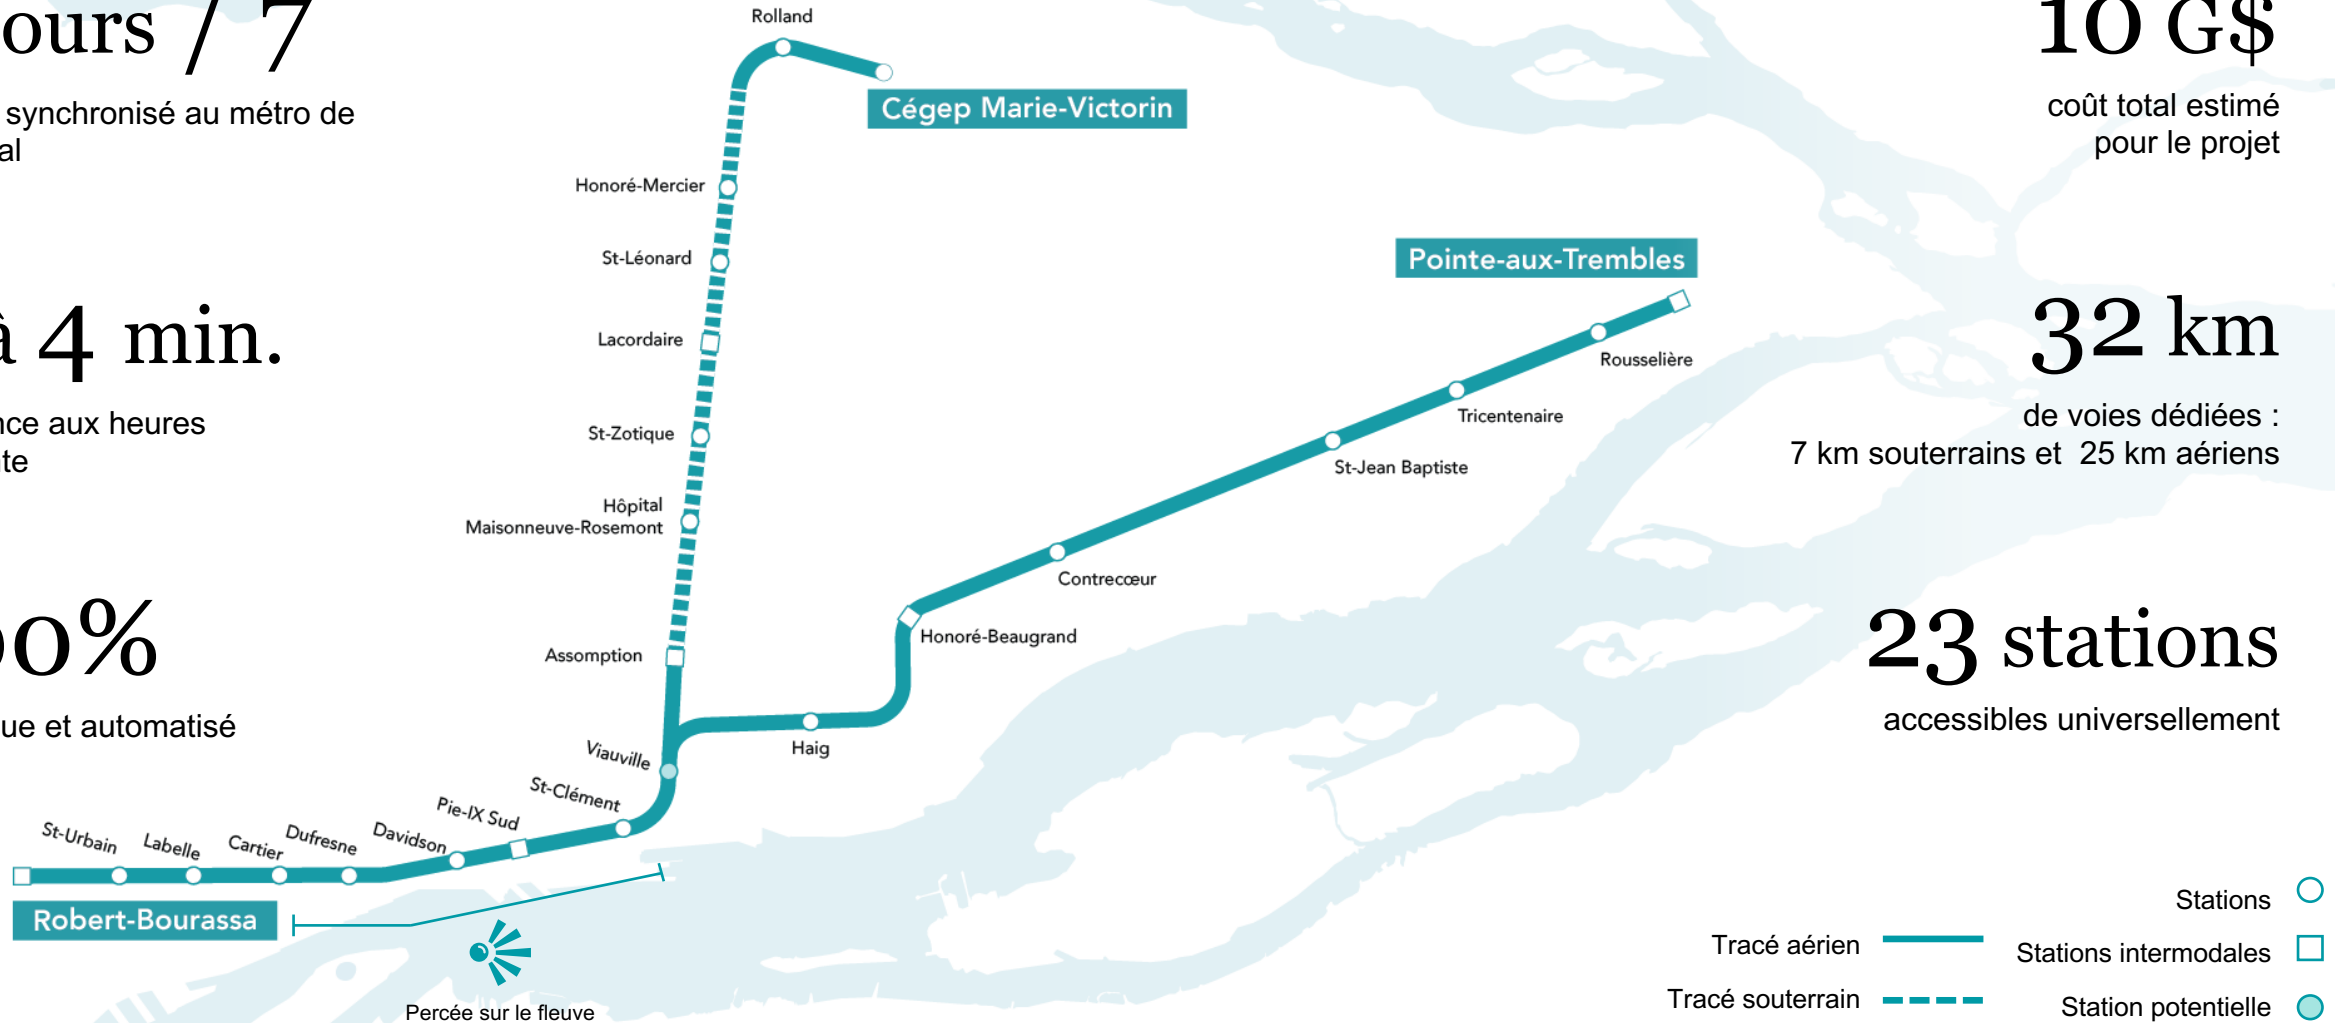 ours / 7
synchronisé au métro de
à 4 min.
aux heures
ue et automatisé
Rolland
Cégep Marie-Victorin
Honoré-Mercier
St-Léonard
Lacordaire
St-Zotique
Hôpital
Maisonneuve-Rosemont
Assomption
Viauville
St-Clément
Pie-IX Sud
Davidson
Dufresne
Cartier
Labelle
St-Urbain
Robert-Bourassa
Percée sur le fleuve
Pointe-aux-Trembles
Rousselière
Tricentenaire
St-Jean Baptiste
Contrecœur
Honoré-Beaugrand
Haig
10 G$
coût total estimé
pour le projet
32 km
de voies dédiées :
7 km souterrains et 25 km aériens
23 stations
accessibles universellement
Stations
Tracé aérien
Stations intermodales
Tracé souterrain
Station potentielle